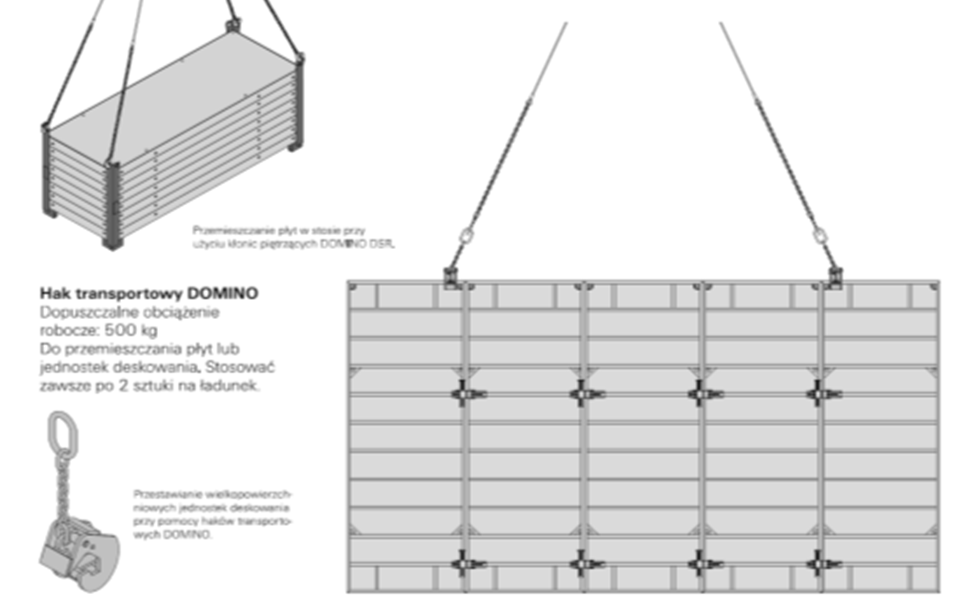 Przemieszczanie płyt w stosie przy
użyciu kłonic piętrzących DOMINO DSR.
Hak transportowy DOMINO
Dopuszczalne obciążenie
robocze: 500 kg
Do przemieszczania płyt lub
jednostek deskowania. Stosować
zawsze po 2 sztuki na ładunek.
Przestawianie wielkopowierzch-
niowych jednostek deskowania
przy pomocy haków transporto-
wych DOMINO.